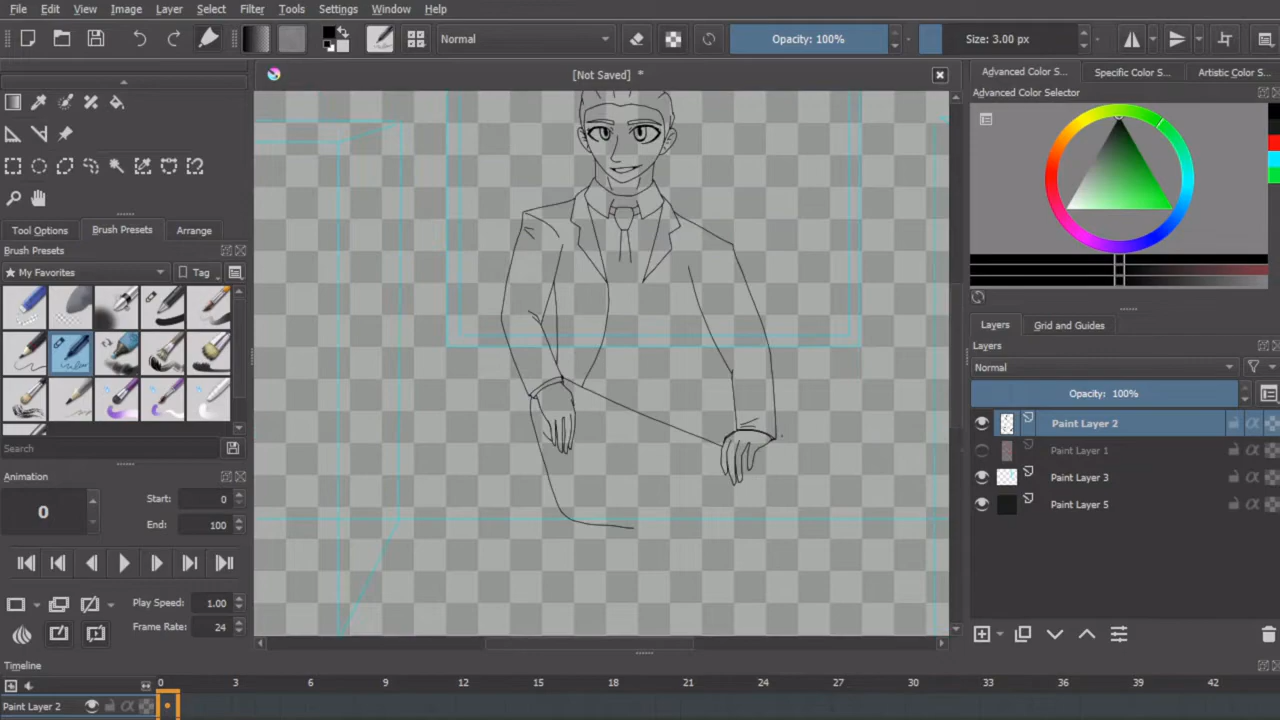 File Edit View Image Layer Select Filter Tools Settings Window Help
Normal Opacity: 100% Size: 3.00 px
[Not Saved] *
Advanced Color S... Specific Color S... Artistic Color S...
Advanced Color Selector
Tool Options Brush Presets Arrange
Brush Presets
My Favorites Tag
Search
Animation
0 Start: 0
End: 100
Play Speed: 1.00
Frame Rate: 24
Layers Grid and Guides
Layers
Normal
Opacity: 100%
Paint Layer 2
Paint Layer 1
Paint Layer 3
Paint Layer 5
Timeline
0 3 6 9 12 15 18 21 24 27 30 33 36 39 42
Paint Layer 2